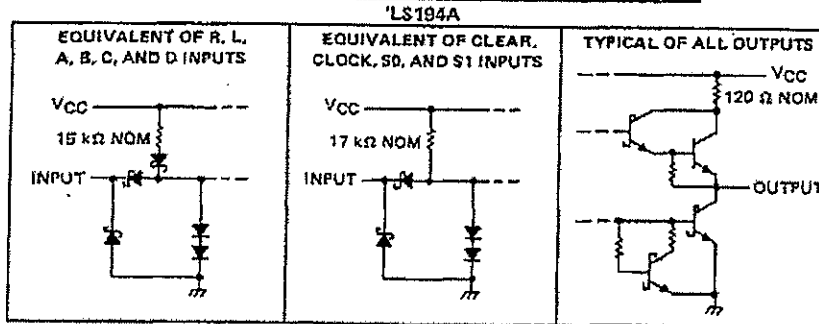 'LS194A
EQUIVALENT OF R, L,
A, B, C, AND D INPUTS
VCC
15 kΩ NOM
INPUT
EQUIVALENT OF CLEAR,
CLOCK, S0, AND S1 INPUTS
VCC
17 kΩ NOM
INPUT
TYPICAL OF ALL OUTPUTS
VCC
120 Ω NOM
OUTPUT